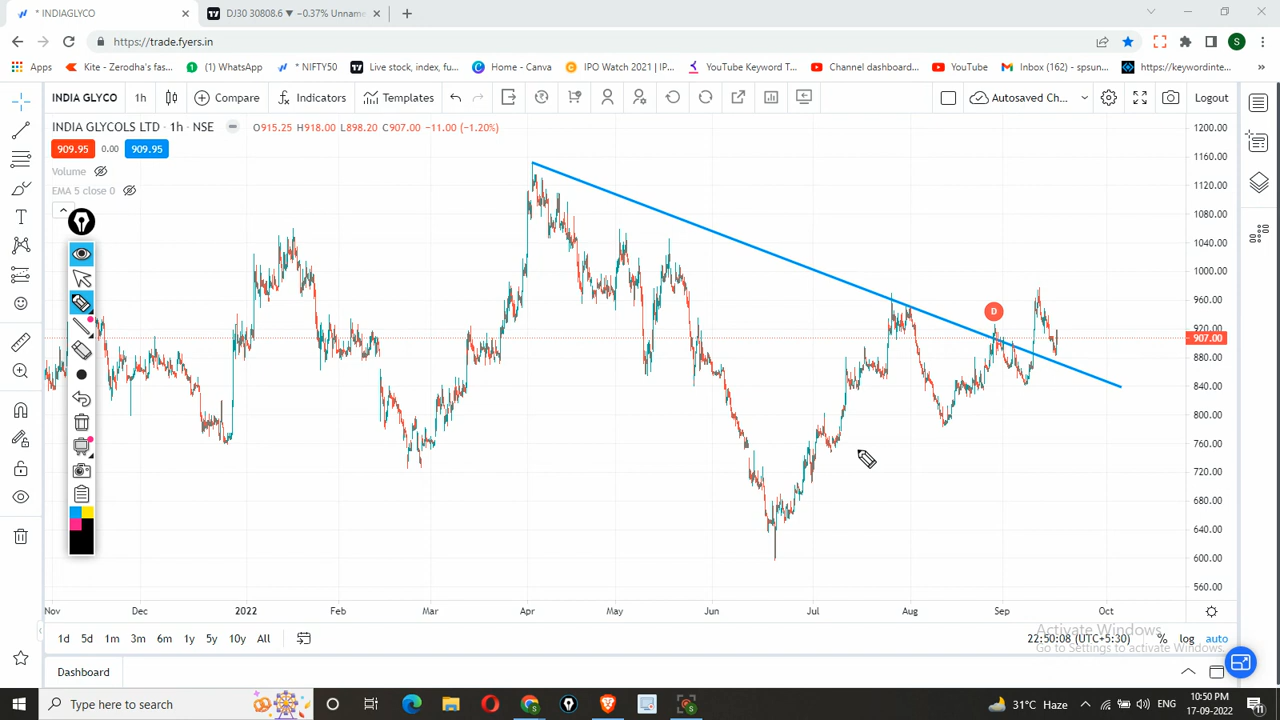 * INDIAGLYCO
DJ30 30808.6 ▼ −0.37% Unname
https://trade.fyers.in
S
Apps
Kite - Zerodha's fas...
(1) WhatsApp
* NIFTY50
Live stock, index, fu...
Home - Canva
IPO Watch 2021 | IP...
YouTube Keyword T...
Channel dashboard...
YouTube
Inbox (162) - spsun...
https://keywordinte...
»
INDIA GLYCO
1h
Compare
Indicators
Templates
Autosaved Ch...
Logout
INDIA GLYCOLS LTD · 1h · NSE
O915.25 H918.00 L898.20 C907.00 −11.00 (−1.20%)
909.95 0.00 909.95
Volume
EMA 5 close 0
D
1200.00
1160.00
1120.00
1080.00
1040.00
1000.00
960.00
920.00
907.00
880.00
840.00
800.00
760.00
720.00
680.00
640.00
600.00
560.00
Nov Dec 2022 Feb Mar Apr May Jun Jul Aug Sep Oct
1d 5d 1m 3m 6m 1y 5y 10y All
22:50:08 (UTC+5:30) % log auto
Activate Windows
Go to Settings to activate Windows.
Dashboard
Type here to search
31°C Haze
ENG
10:50 PM
17-09-2022